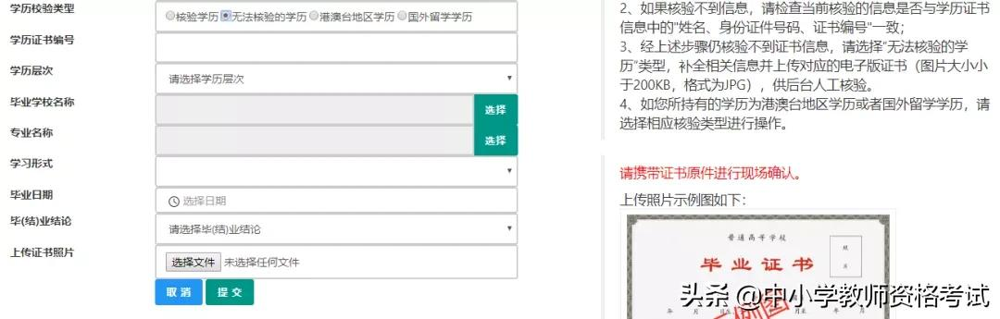 学历校验类型
核验学历 无法核验的学历 港澳台地区学历 国外留学学历
学历证书编号
学历层次
请选择学历层次
毕业学校名称
选择
专业名称
选择
学习形式
毕业日期
选择日期
毕(结)业结论
请选择毕(结)业结论
上传证书照片
选择文件 未选择任何文件
取消 提交
2、如果核验不到信息，请检查当前核验的信息是否与学历证书
信息中的"姓名、身份证件号码、证书编号"一致；
3、经上述步骤仍核验不到证书信息，请选择“无法核验的学
历”类型，补全相关信息并上传对应的电子版证书（图片大小小
于200KB，格式为JPG），供后台人工核验。
4、如您所持有的学历为港澳台地区学历或者国外留学学历，请
选择相应核验类型进行操作。
请携带证书原件进行现场确认。
上传照片示例图如下：
普通高等学校
毕业证书
照
片
示例图
头条 @中小学教师资格考试